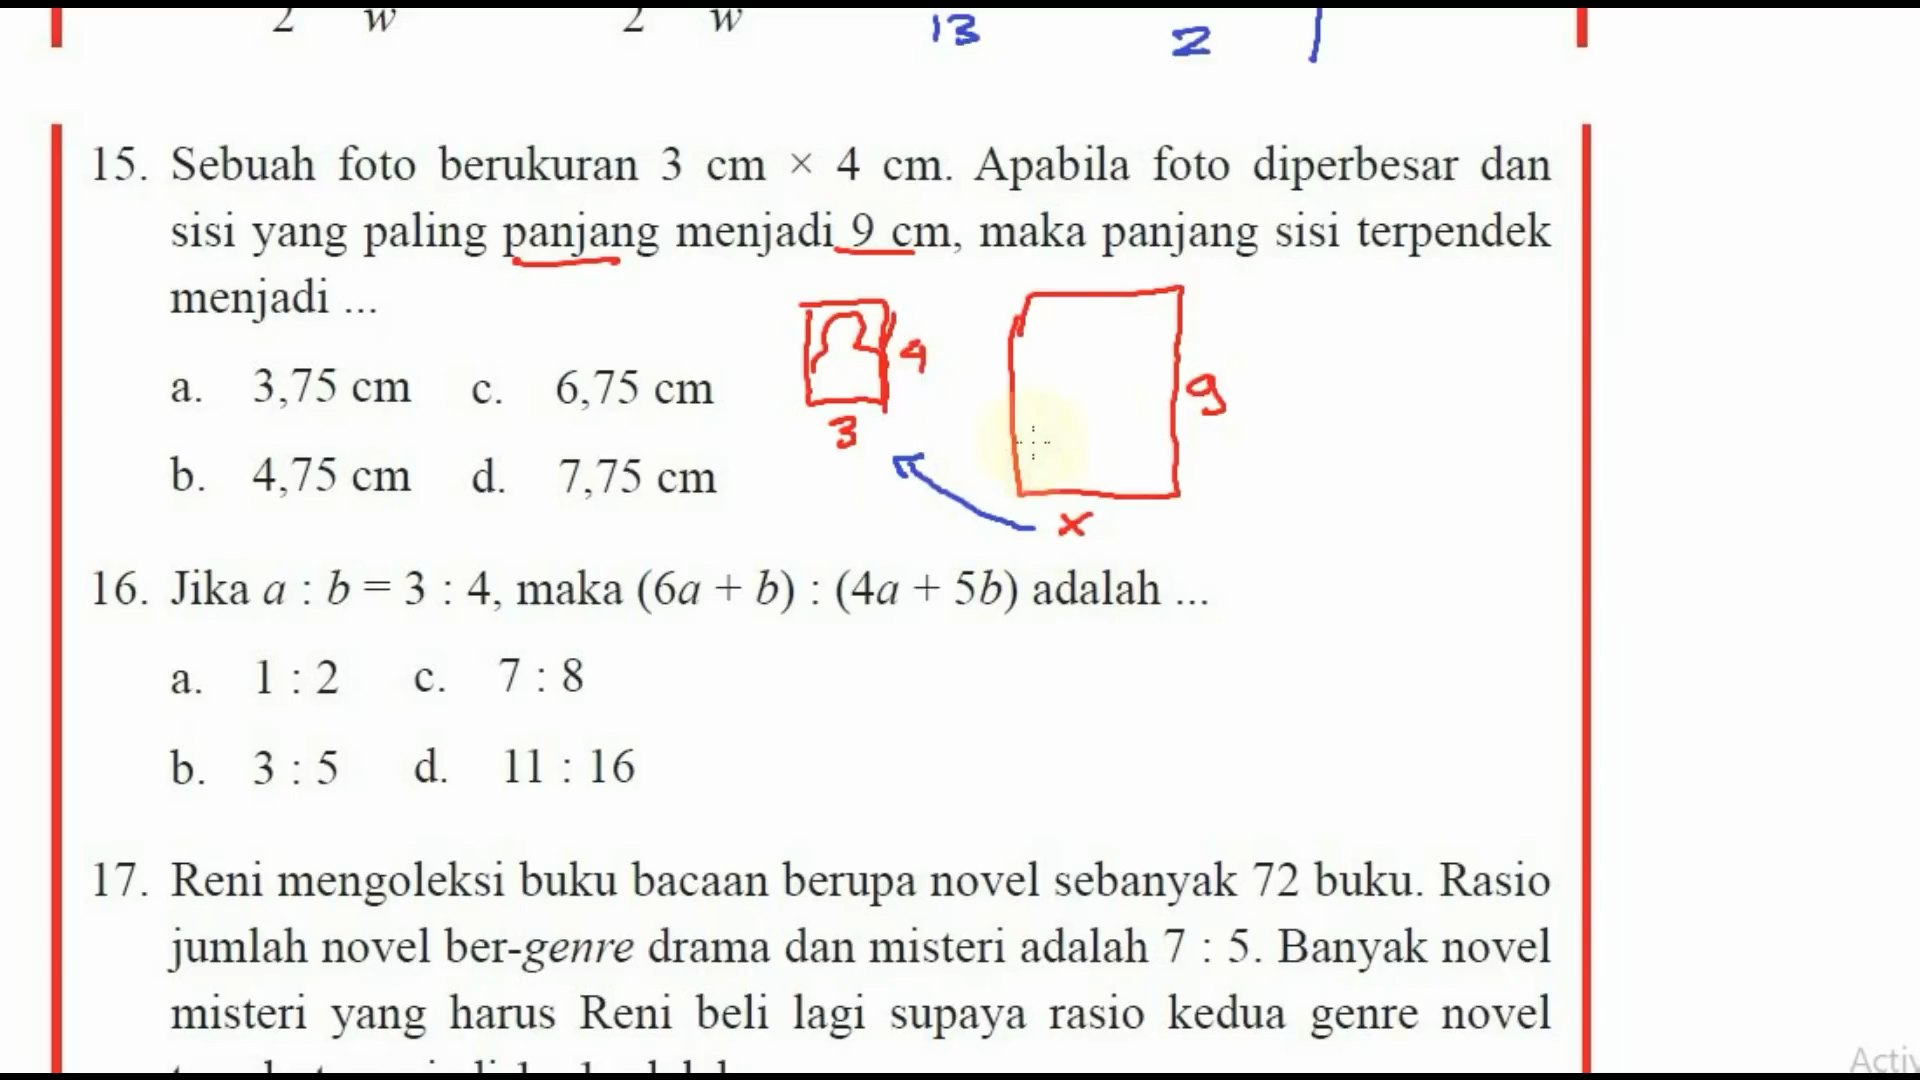 2 w 2 w 13 2
15. Sebuah foto berukuran 3 cm × 4 cm. Apabila foto diperbesar dan
sisi yang paling panjang menjadi 9 cm, maka panjang sisi terpendek
menjadi ...
a. 3,75 cm c. 6,75 cm
b. 4,75 cm d. 7,75 cm
4
3
9
x
16. Jika a : b = 3 : 4, maka (6a + b) : (4a + 5b) adalah ...
a. 1 : 2 c. 7 : 8
b. 3 : 5 d. 11 : 16
17. Reni mengoleksi buku bacaan berupa novel sebanyak 72 buku. Rasio
jumlah novel ber-genre drama dan misteri adalah 7 : 5. Banyak novel
misteri yang harus Reni beli lagi supaya rasio kedua genre novel
Activ